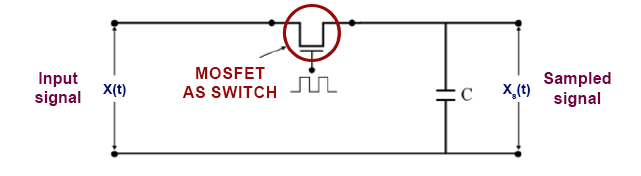 Input
signal
X(t)
MOSFET
AS SWITCH
C
Xs(t)
Sampled
signal